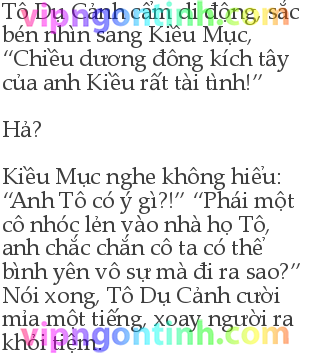 Tô Dụ Cảnh cầm di động, sắc
bén nhìn sang Kiều Mục,
“Chiều dương đông kích tây
của anh Kiều rất tài tình!”
Hả?
Kiều Mục nghe không hiểu:
“Anh Tô có ý gì?!” “Phái một
cô nhóc lẻn vào nhà họ Tô,
anh chắc chắn cô ta có thể
bình yên vô sự mà đi ra sao?”
Nói xong, Tô Dụ Cảnh cười
mỉa một tiếng, xoay người ra
khỏi tiệm.
vipngontinh.com
vipngontinh.com
vipngontinh.com